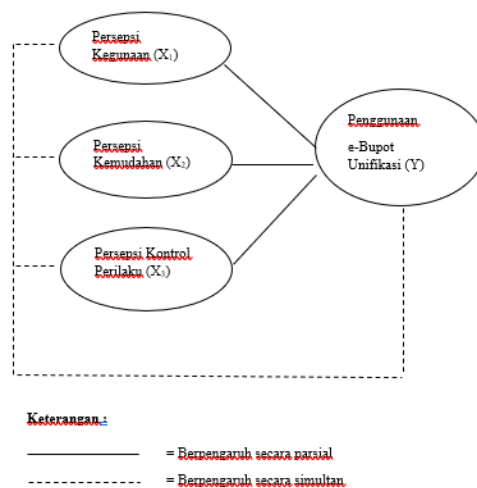 Persepsi
Kegunaan (X₁)
Penggunaan
e-Bupot
Unifikasi (Y)
Persepsi
Kemudahan (X₂)
Persepsi Kontrol
Perilaku (X₃)
Keterangan :
= Berpengaruh secara parsial
= Berpengaruh secara simultan